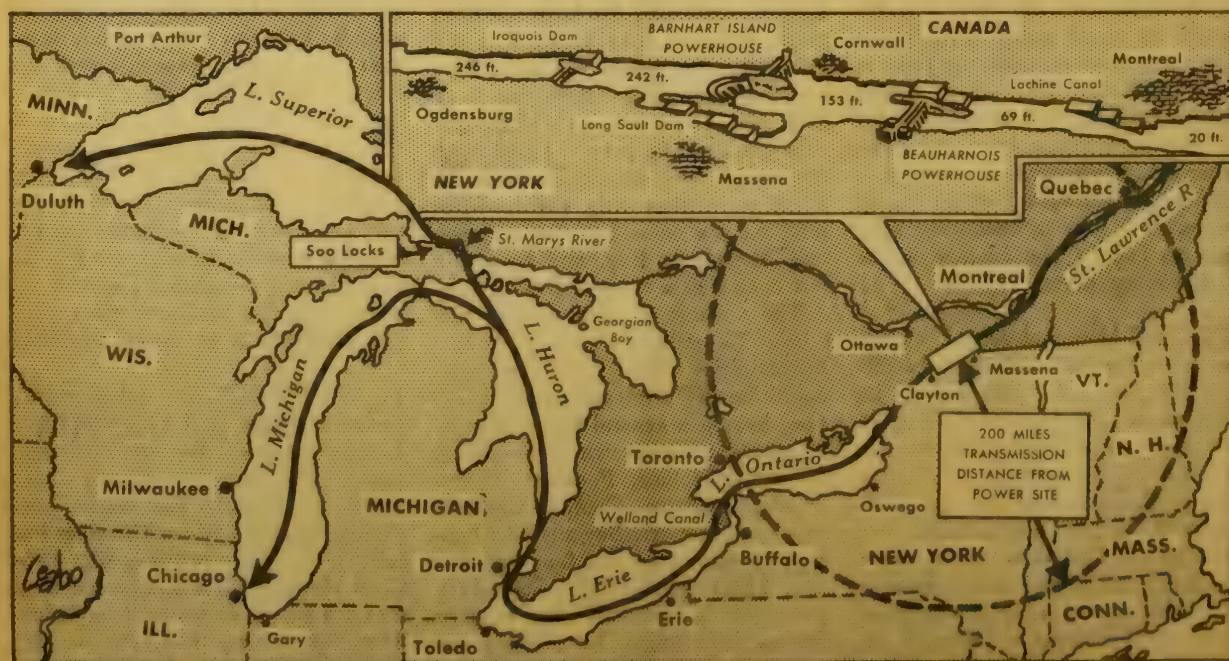 CANADA
BARNHART ISLAND
POWERHOUSE
Iroquois Dam
Cornwall
Montreal
246 ft.
242 ft.
Lachine Canal
153 ft.
Ogdensburg
69 ft.
Long Sault Dam
20 ft.
BEAUHARNOIS
POWERHOUSE
Massena
NEW YORK
Port Arthur
MINN.
L. Superior
Duluth
MICH.
Soo Locks
St. Marys River
Quebec
St. Lawrence R
Montreal
Georgian
Bay
L. Huron
Ottawa
Massena
WIS.
L. Michigan
Clayton
VT.
200 MILES
TRANSMISSION
DISTANCE FROM
POWER SITE
N. H.
Toronto
L. Ontario
Milwaukee
MICHIGAN
Welland Canal
Oswego
Detroit
Buffalo
NEW YORK
MASS.
Chicago
L. Erie
CONN.
Erie
ILL.
Gary
Toledo